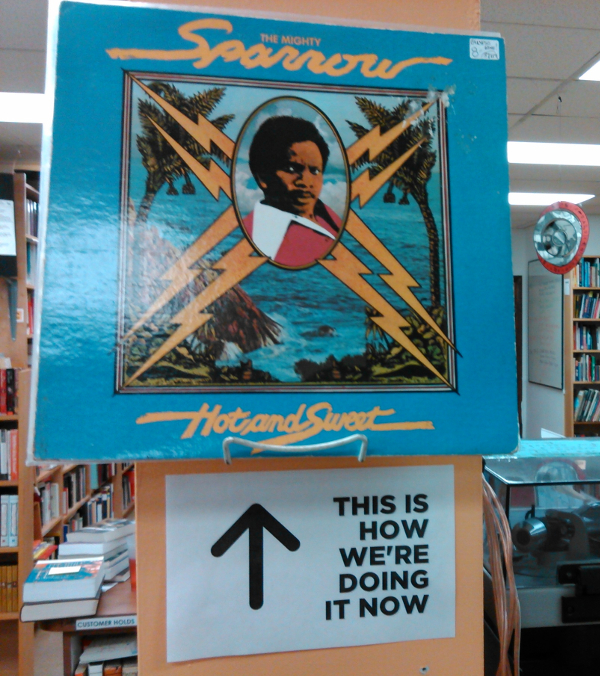 THE MIGHTY
Sparrow
Hot and Sweet
THIS IS
HOW
WE'RE
DOING
IT NOW
CUSTOMER HOLDS